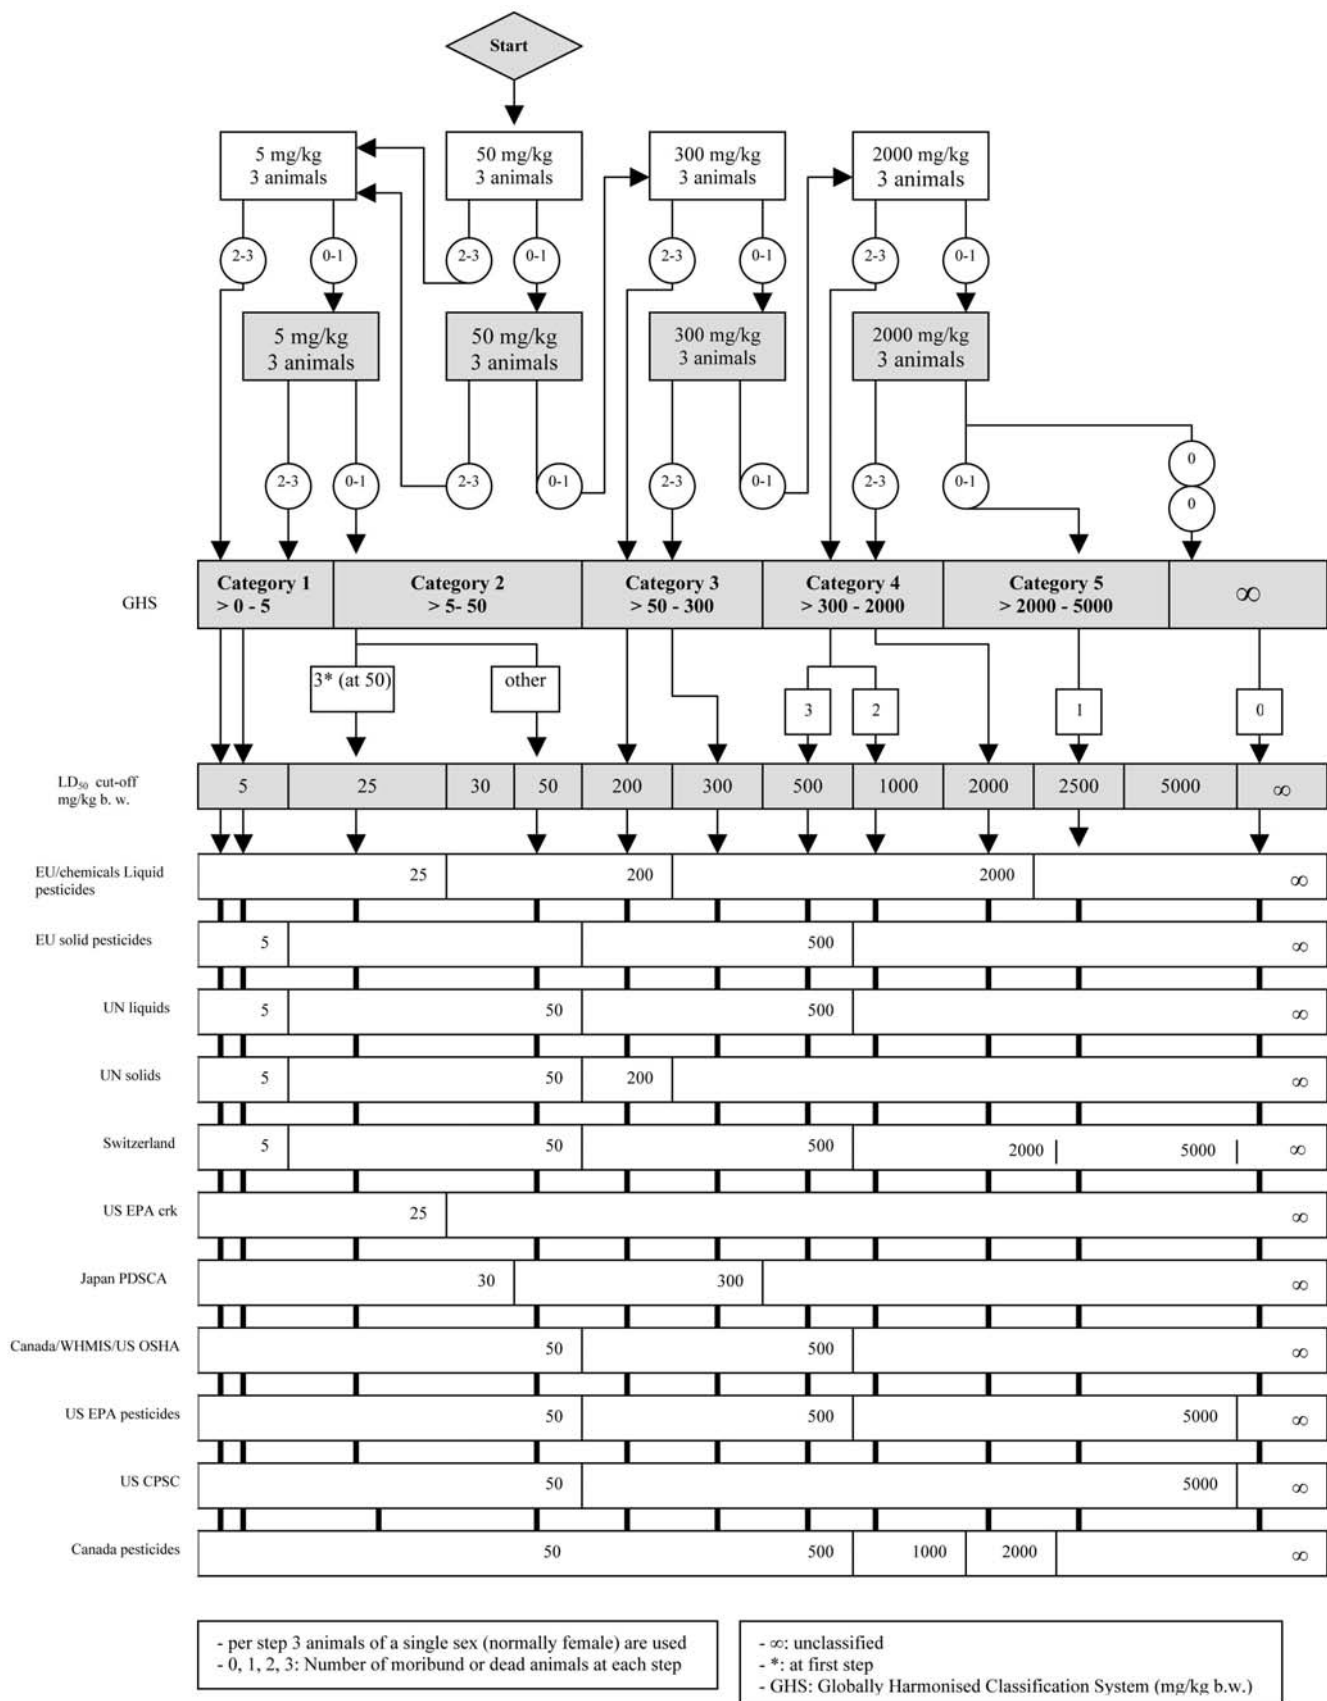 Start
5 mg/kg
3 animals
50 mg/kg
3 animals
300 mg/kg
3 animals
2000 mg/kg
3 animals
2-3
0-1
2-3
0-1
2-3
0-1
2-3
0-1
5 mg/kg
3 animals
50 mg/kg
3 animals
300 mg/kg
3 animals
2000 mg/kg
3 animals
2-3
0-1
2-3
0-1
2-3
0-1
2-3
0-1
0
0
GHS
Category 1
> 0 - 5
Category 2
> 5- 50
Category 3
> 50 - 300
Category 4
> 300 - 2000
Category 5
> 2000 - 5000
∞
3* (at 50)
other
3
2
1
0
LD₅₀ cut-off
mg/kg b. w.
5
25
30
50
200
300
500
1000
2000
2500
5000
∞
EU/chemicals Liquid
pesticides
25
200
2000
∞
EU solid pesticides
5
500
∞
UN liquids
5
50
500
∞
UN solids
5
50
200
∞
Switzerland
5
50
500
2000
5000
∞
US EPA crk
25
∞
Japan PDSCA
30
300
∞
Canada/WHMIS/US OSHA
50
500
∞
US EPA pesticides
50
500
5000
∞
US CPSC
50
5000
∞
Canada pesticides
50
500
1000
2000
∞
- per step 3 animals of a single sex (normally female) are used
- 0, 1, 2, 3: Number of moribund or dead animals at each step
- ∞: unclassified
- *: at first step
- GHS: Globally Harmonised Classification System (mg/kg b.w.)